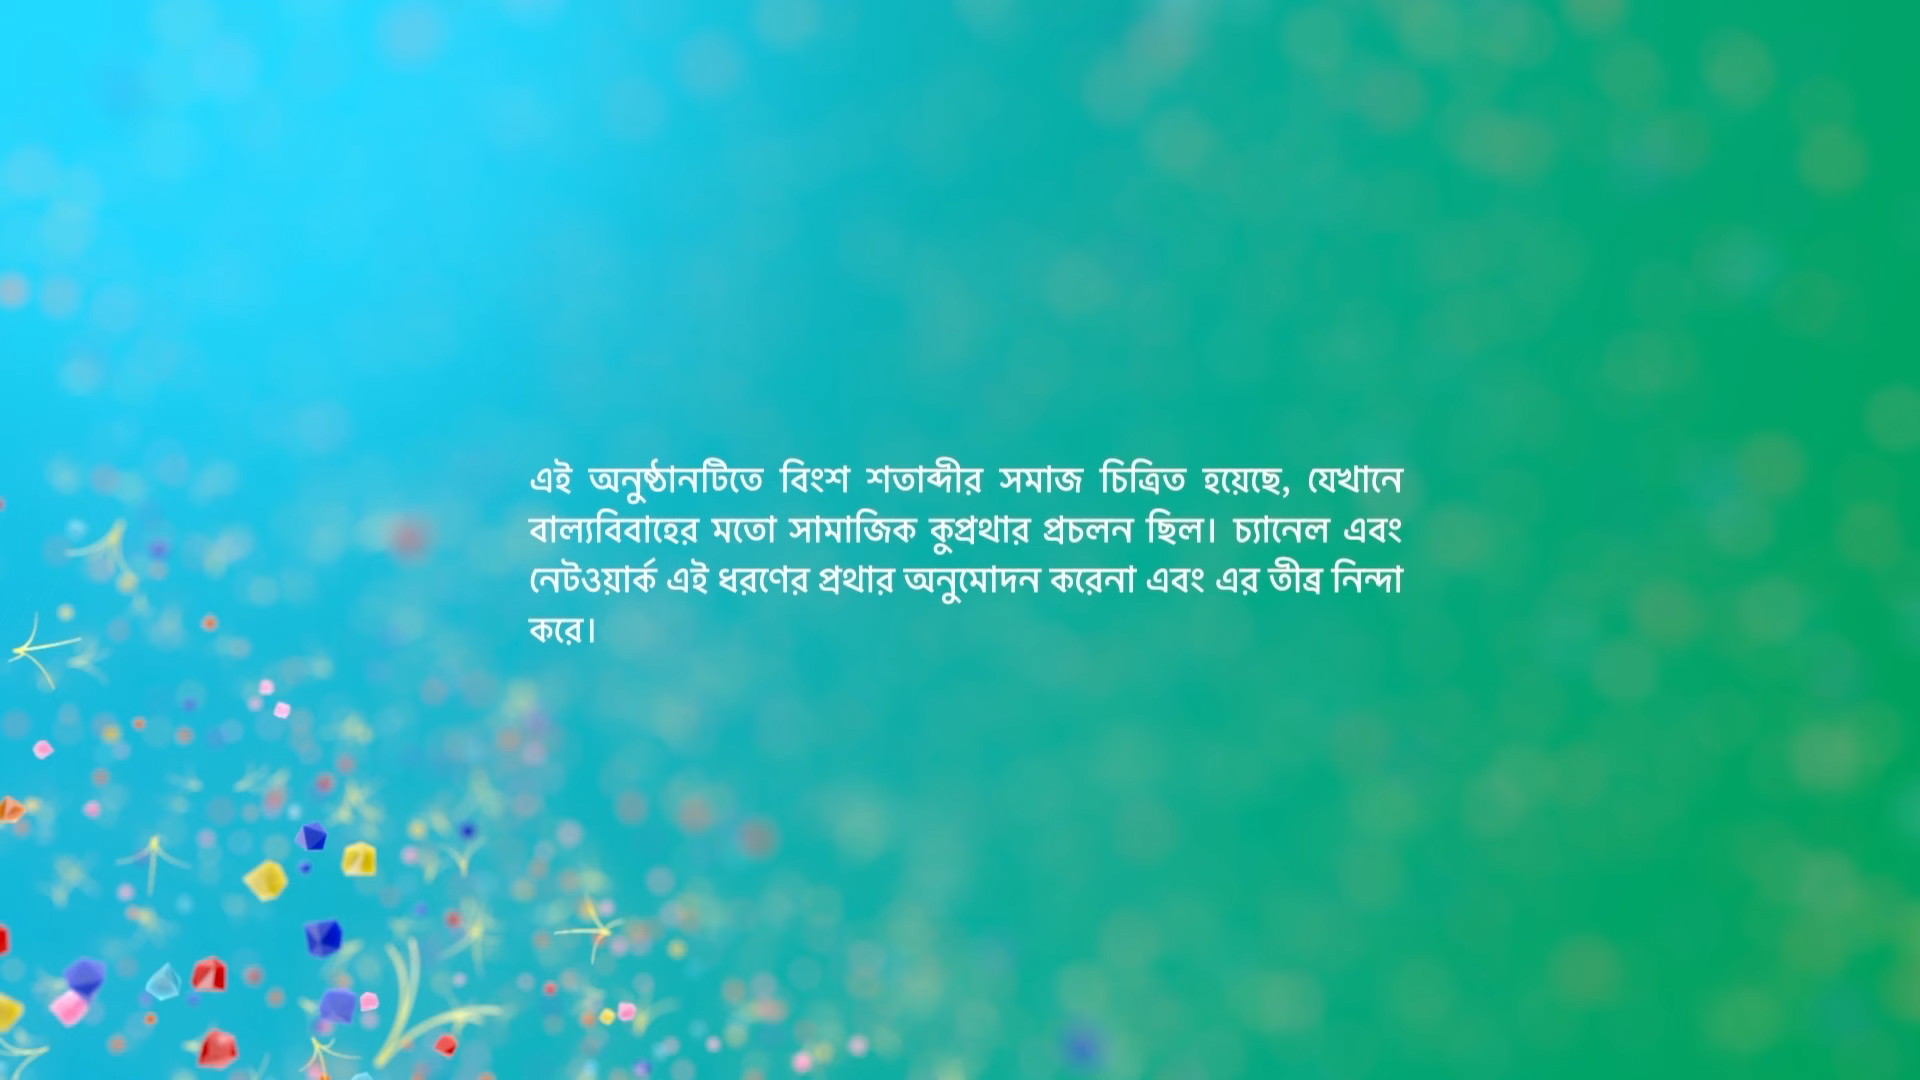 এই অনুষ্ঠানটিতে বিংশ শতাব্দীর সমাজ চিত্রিত হয়েছে, যেখানে
বাল্যবিবাহের মতো সামাজিক কুপ্রথার প্রচলন ছিল। চ্যানেল এবং
নেটওয়ার্ক এই ধরণের প্রথার অনুমোদন করেনা এবং এর তীব্র নিন্দা
করে।